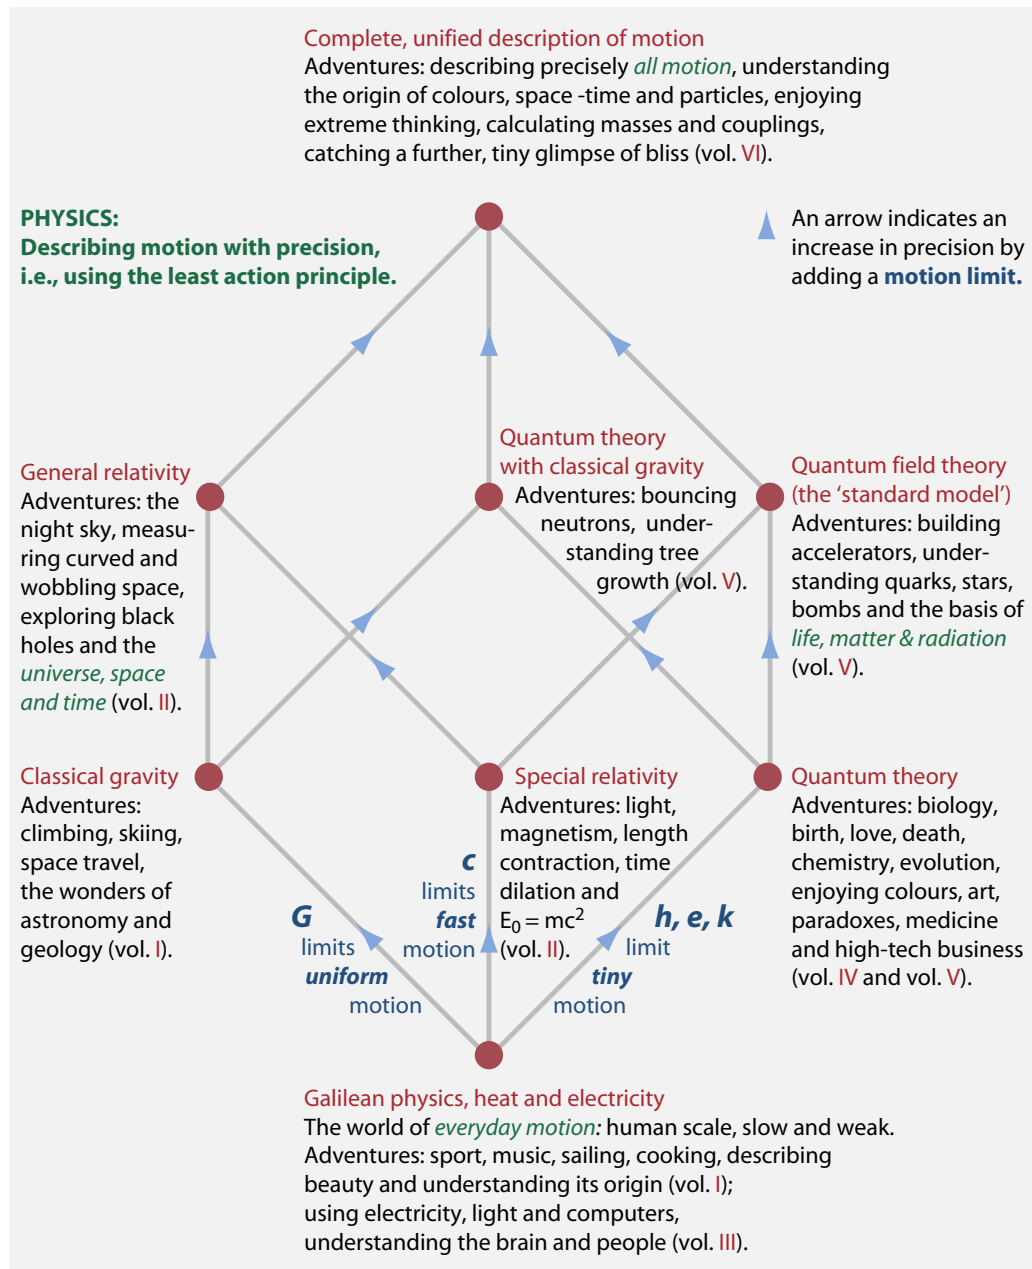 Complete, unified description of motion
Adventures: describing precisely all motion, understanding
the origin of colours, space -time and particles, enjoying
extreme thinking, calculating masses and couplings,
catching a further, tiny glimpse of bliss (vol. VI).
PHYSICS:
Describing motion with precision,
i.e., using the least action principle.
An arrow indicates an
increase in precision by
adding a motion limit.
General relativity
Adventures: the
night sky, measu-
ring curved and
wobbling space,
exploring black
holes and the
universe, space
and time (vol. II).
Quantum theory
with classical gravity
Adventures: bouncing
neutrons, under-
standing tree
growth (vol. V).
Quantum field theory
(the ‘standard model’)
Adventures: building
accelerators, under-
standing quarks, stars,
bombs and the basis of
life, matter & radiation
(vol. V).
Classical gravity
Adventures:
climbing, skiing,
space travel,
the wonders of
astronomy and
geology (vol. I).
Special relativity
Adventures: light,
magnetism, length
contraction, time
dilation and
E₀ = mc²
(vol. II).
Quantum theory
Adventures: biology,
birth, love, death,
chemistry, evolution,
enjoying colours, art,
paradoxes, medicine
and high-tech business
(vol. IV and vol. V).
G
limits
uniform
motion
c
limits
fast
motion
h, e, k
limit
tiny
motion
Galilean physics, heat and electricity
The world of everyday motion: human scale, slow and weak.
Adventures: sport, music, sailing, cooking, describing
beauty and understanding its origin (vol. I);
using electricity, light and computers,
understanding the brain and people (vol. III).